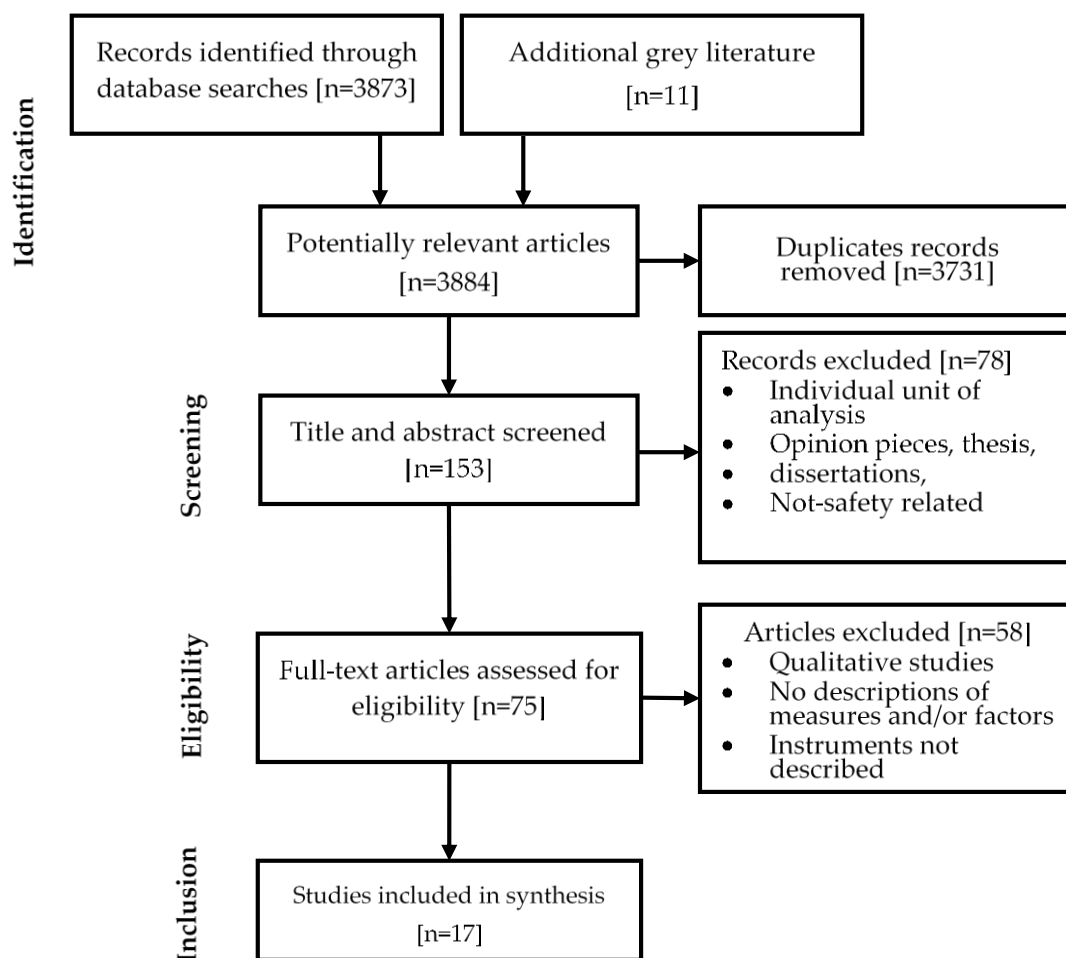 Identification
Records identified through
database searches [n=3873]
Additional grey literature
[n=11]
Potentially relevant articles
[n=3884]
Duplicates records
removed [n=3731]
Screening
Title and abstract screened
[n=153]
Records excluded [n=78]
• Individual unit of
analysis
• Opinion pieces, thesis,
• dissertations,
• Not-safety related
Eligibility
Full-text articles assessed for
eligibility [n=75]
Articles excluded [n=58]
• Qualitative studies
• No descriptions of
measures and/or factors
• Instruments not
described
Inclusion
Studies included in synthesis
[n=17]